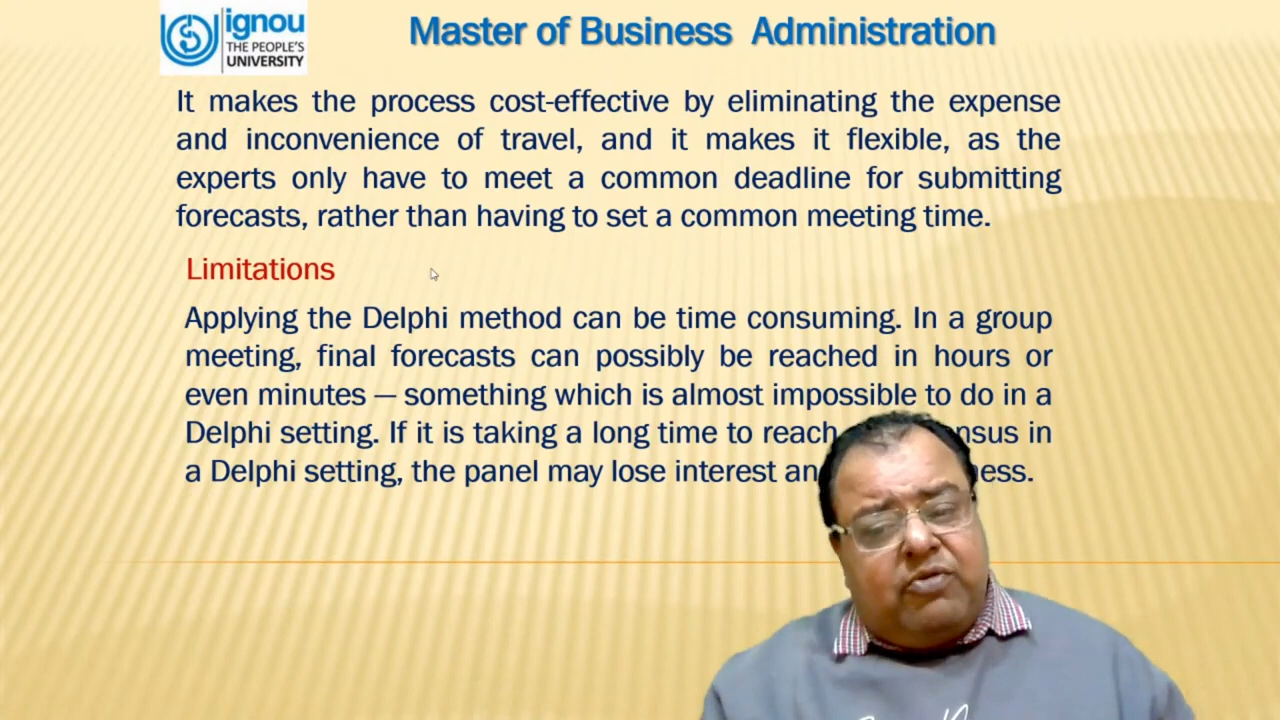 ignou
THE PEOPLE'S
UNIVERSITY
Master of Business Administration
It makes the process cost-effective by eliminating the expense
and inconvenience of travel, and it makes it flexible, as the
experts only have to meet a common deadline for submitting
forecasts, rather than having to set a common meeting time.
Limitations
Applying the Delphi method can be time consuming. In a group
meeting, final forecasts can possibly be reached in hours or
even minutes — something which is almost impossible to do in a
Delphi setting. If it is taking a long time to reach in
a Delphi setting, the panel may lose interest